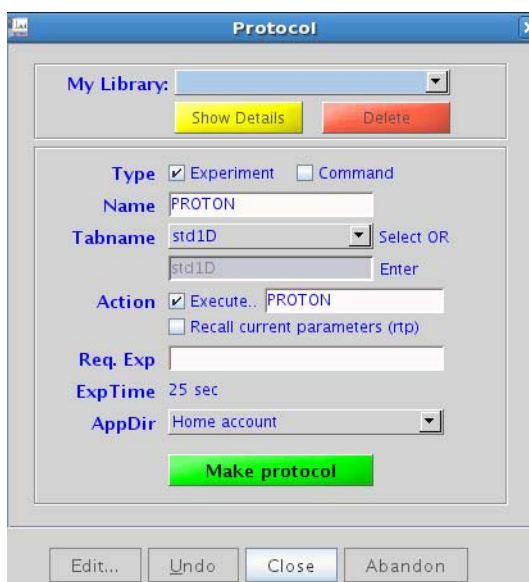 Protocol
My Library:
Show Details Delete
Type Experiment Command
Name PROTON
Tabname std1D Select OR
std1D Enter
Action Execute.. PROTON
Recall current parameters (rtp)
Req. Exp
ExpTime 25 sec
AppDir Home account
Make protocol
Edit... Undo Close Abandon